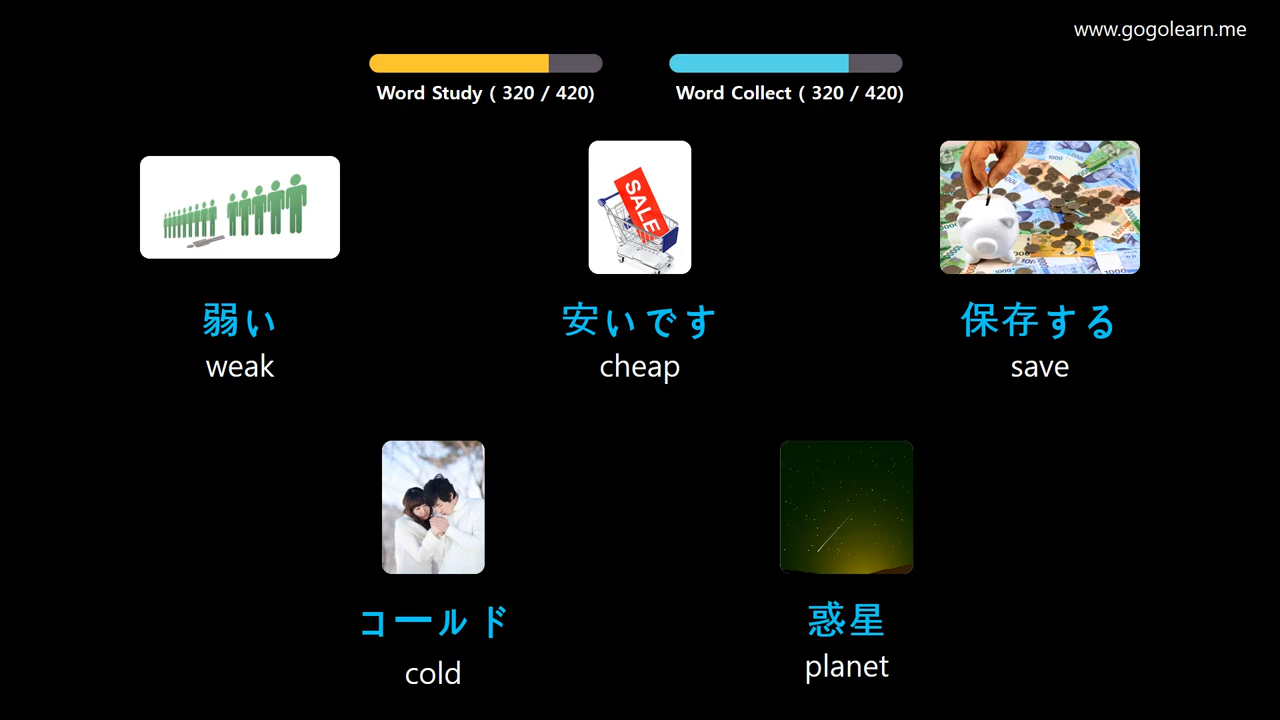 www.gogolearn.me
Word Study ( 320 / 420)
Word Collect ( 320 / 420)
SALE
弱い
weak
安いです
cheap
保存する
save
コールド
cold
惑星
planet